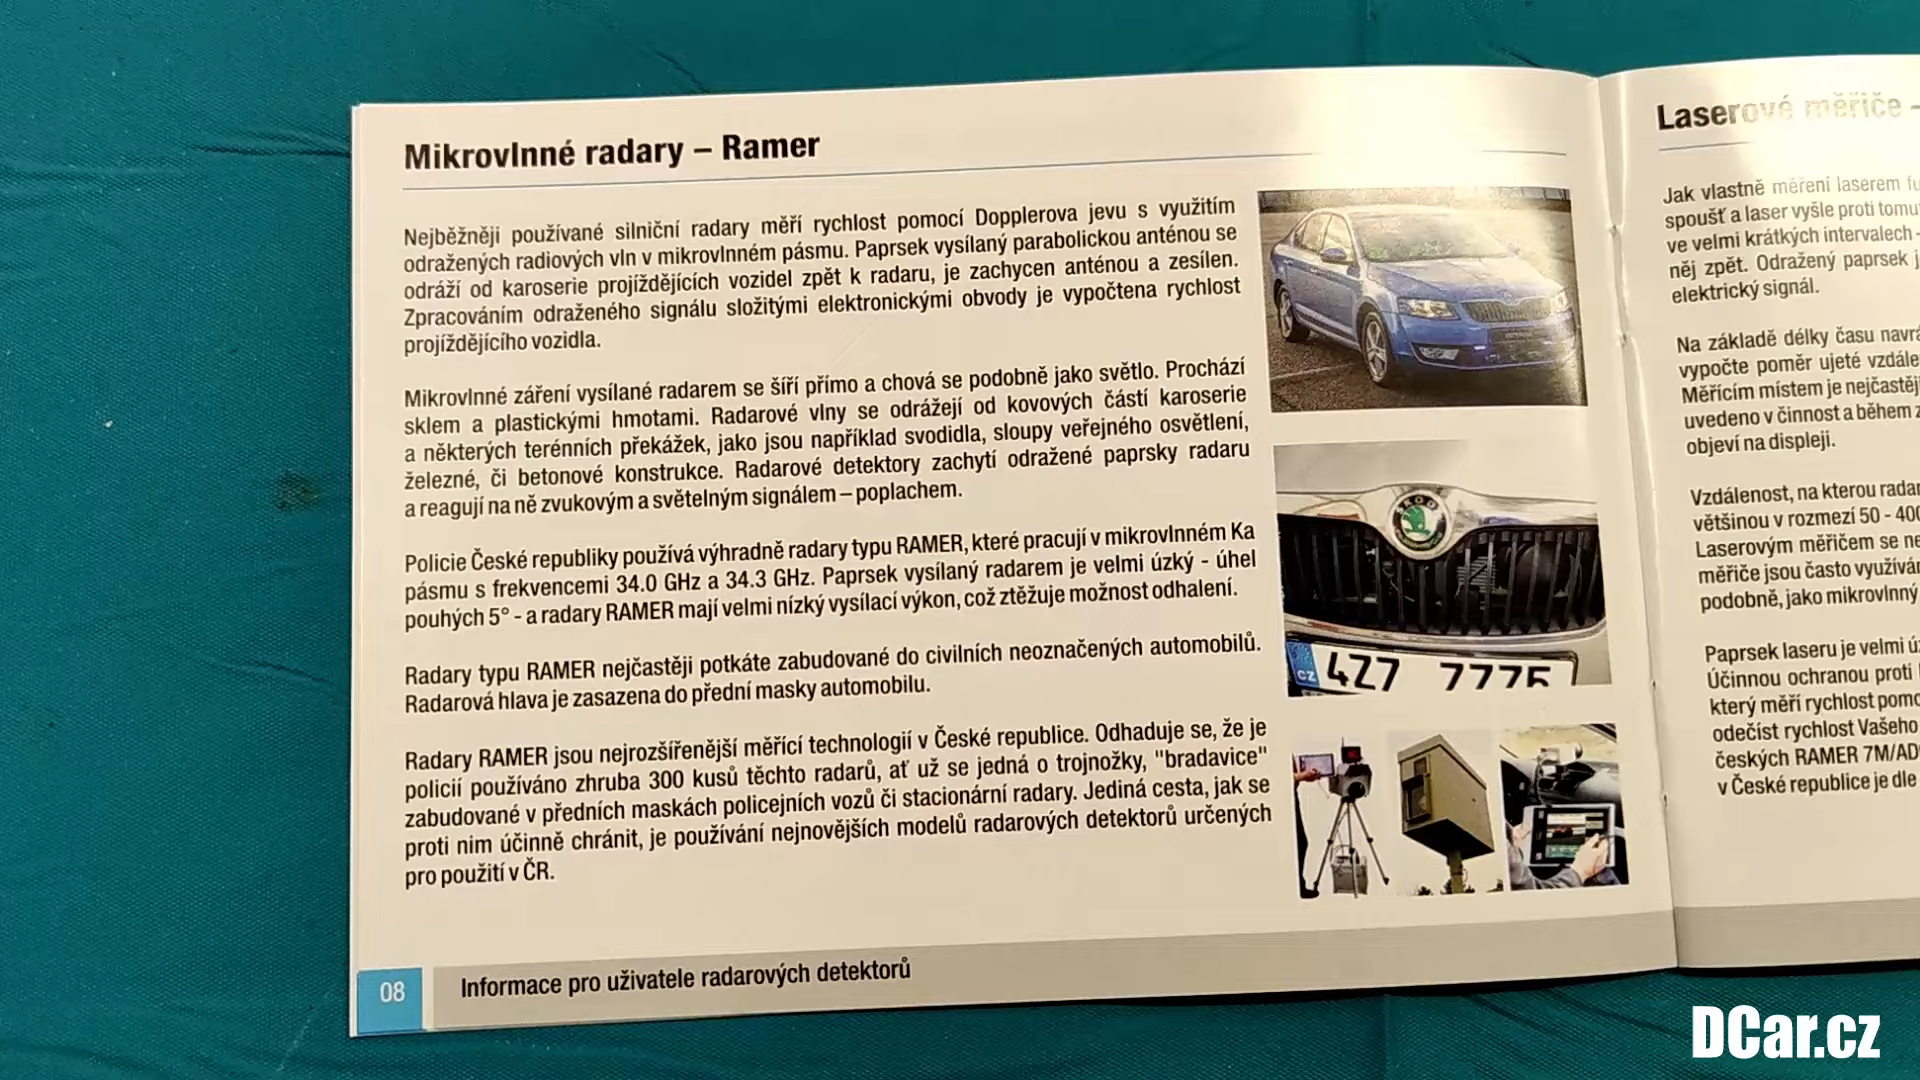 Mikrovlnné radary – Ramer
Nejběžněji používané silniční radary měří rychlost pomocí Dopplerova jevu s využitím
odražených radiových vln v mikrovlnném pásmu. Paprsek vysílaný parabolickou anténou se
odráží od karoserie projíždějících vozidel zpět k radaru, je zachycen anténou a zesílen.
Zpracováním odraženého signálu složitými elektronickými obvody je vypočtena rychlost
projíždějícího vozidla.
Mikrovlnné záření vysílané radarem se šíří přímo a chová se podobně jako světlo. Prochází
sklem a plastickými hmotami. Radarové vlny se odrážejí od kovových částí karoserie
a některých terénních překážek, jako jsou například svodidla, sloupy veřejného osvětlení,
železné, či betonové konstrukce. Radarové detektory zachytí odražené paprsky radaru
a reagují na ně zvukovým a světelným signálem – poplachem.
Policie České republiky používá výhradně radary typu RAMER, které pracují v mikrovlnném Ka
pásmu s frekvencemi 34.0 GHz a 34.3 GHz. Paprsek vysílaný radarem je velmi úzký - úhel
pouhých 5° - a radary RAMER mají velmi nízký vysílací výkon, což ztěžuje možnost odhalení.
Radary typu RAMER nejčastěji potkáte zabudované do civilních neoznačených automobilů.
Radarová hlava je zasazena do přední masky automobilu.
Radary RAMER jsou nejrozšířenější měřící technologií v České republice. Odhaduje se, že je
policií používáno zhruba 300 kusů těchto radarů, ať už se jedná o trojnožky, "bradavice"
zabudované v předních maskách policejních vozů či stacionární radary. Jediná cesta, jak se
proti nim účinně chránit, je používání nejnovějších modelů radarových detektorů určených
pro použití v ČR.
ŠKODA
CZ 4Z7 7775
08
Informace pro uživatele radarových detektorů
Laserové měřiče –
Jak vlastně měření laserem
spoušť a laser vyšle proti
ve velmi krátkých intervalech -
něj zpět. Odražený paprsek
elektrický signál.
Na základě délky času
vypočte poměr ujeté
Měřícím místem je
uvedeno v činnost a během
objeví na displeji.
Vzdálenost, na kterou
většinou v rozmezí 50 -
Laserovým měřičem se
měřiče jsou často
podobně, jako mikrovlnný
Paprsek laseru je velmi
Účinnou ochranou proti
který měří rychlost
odečíst rychlost Vašeho
českých RAMER
v České republice je dle
DCar.cz